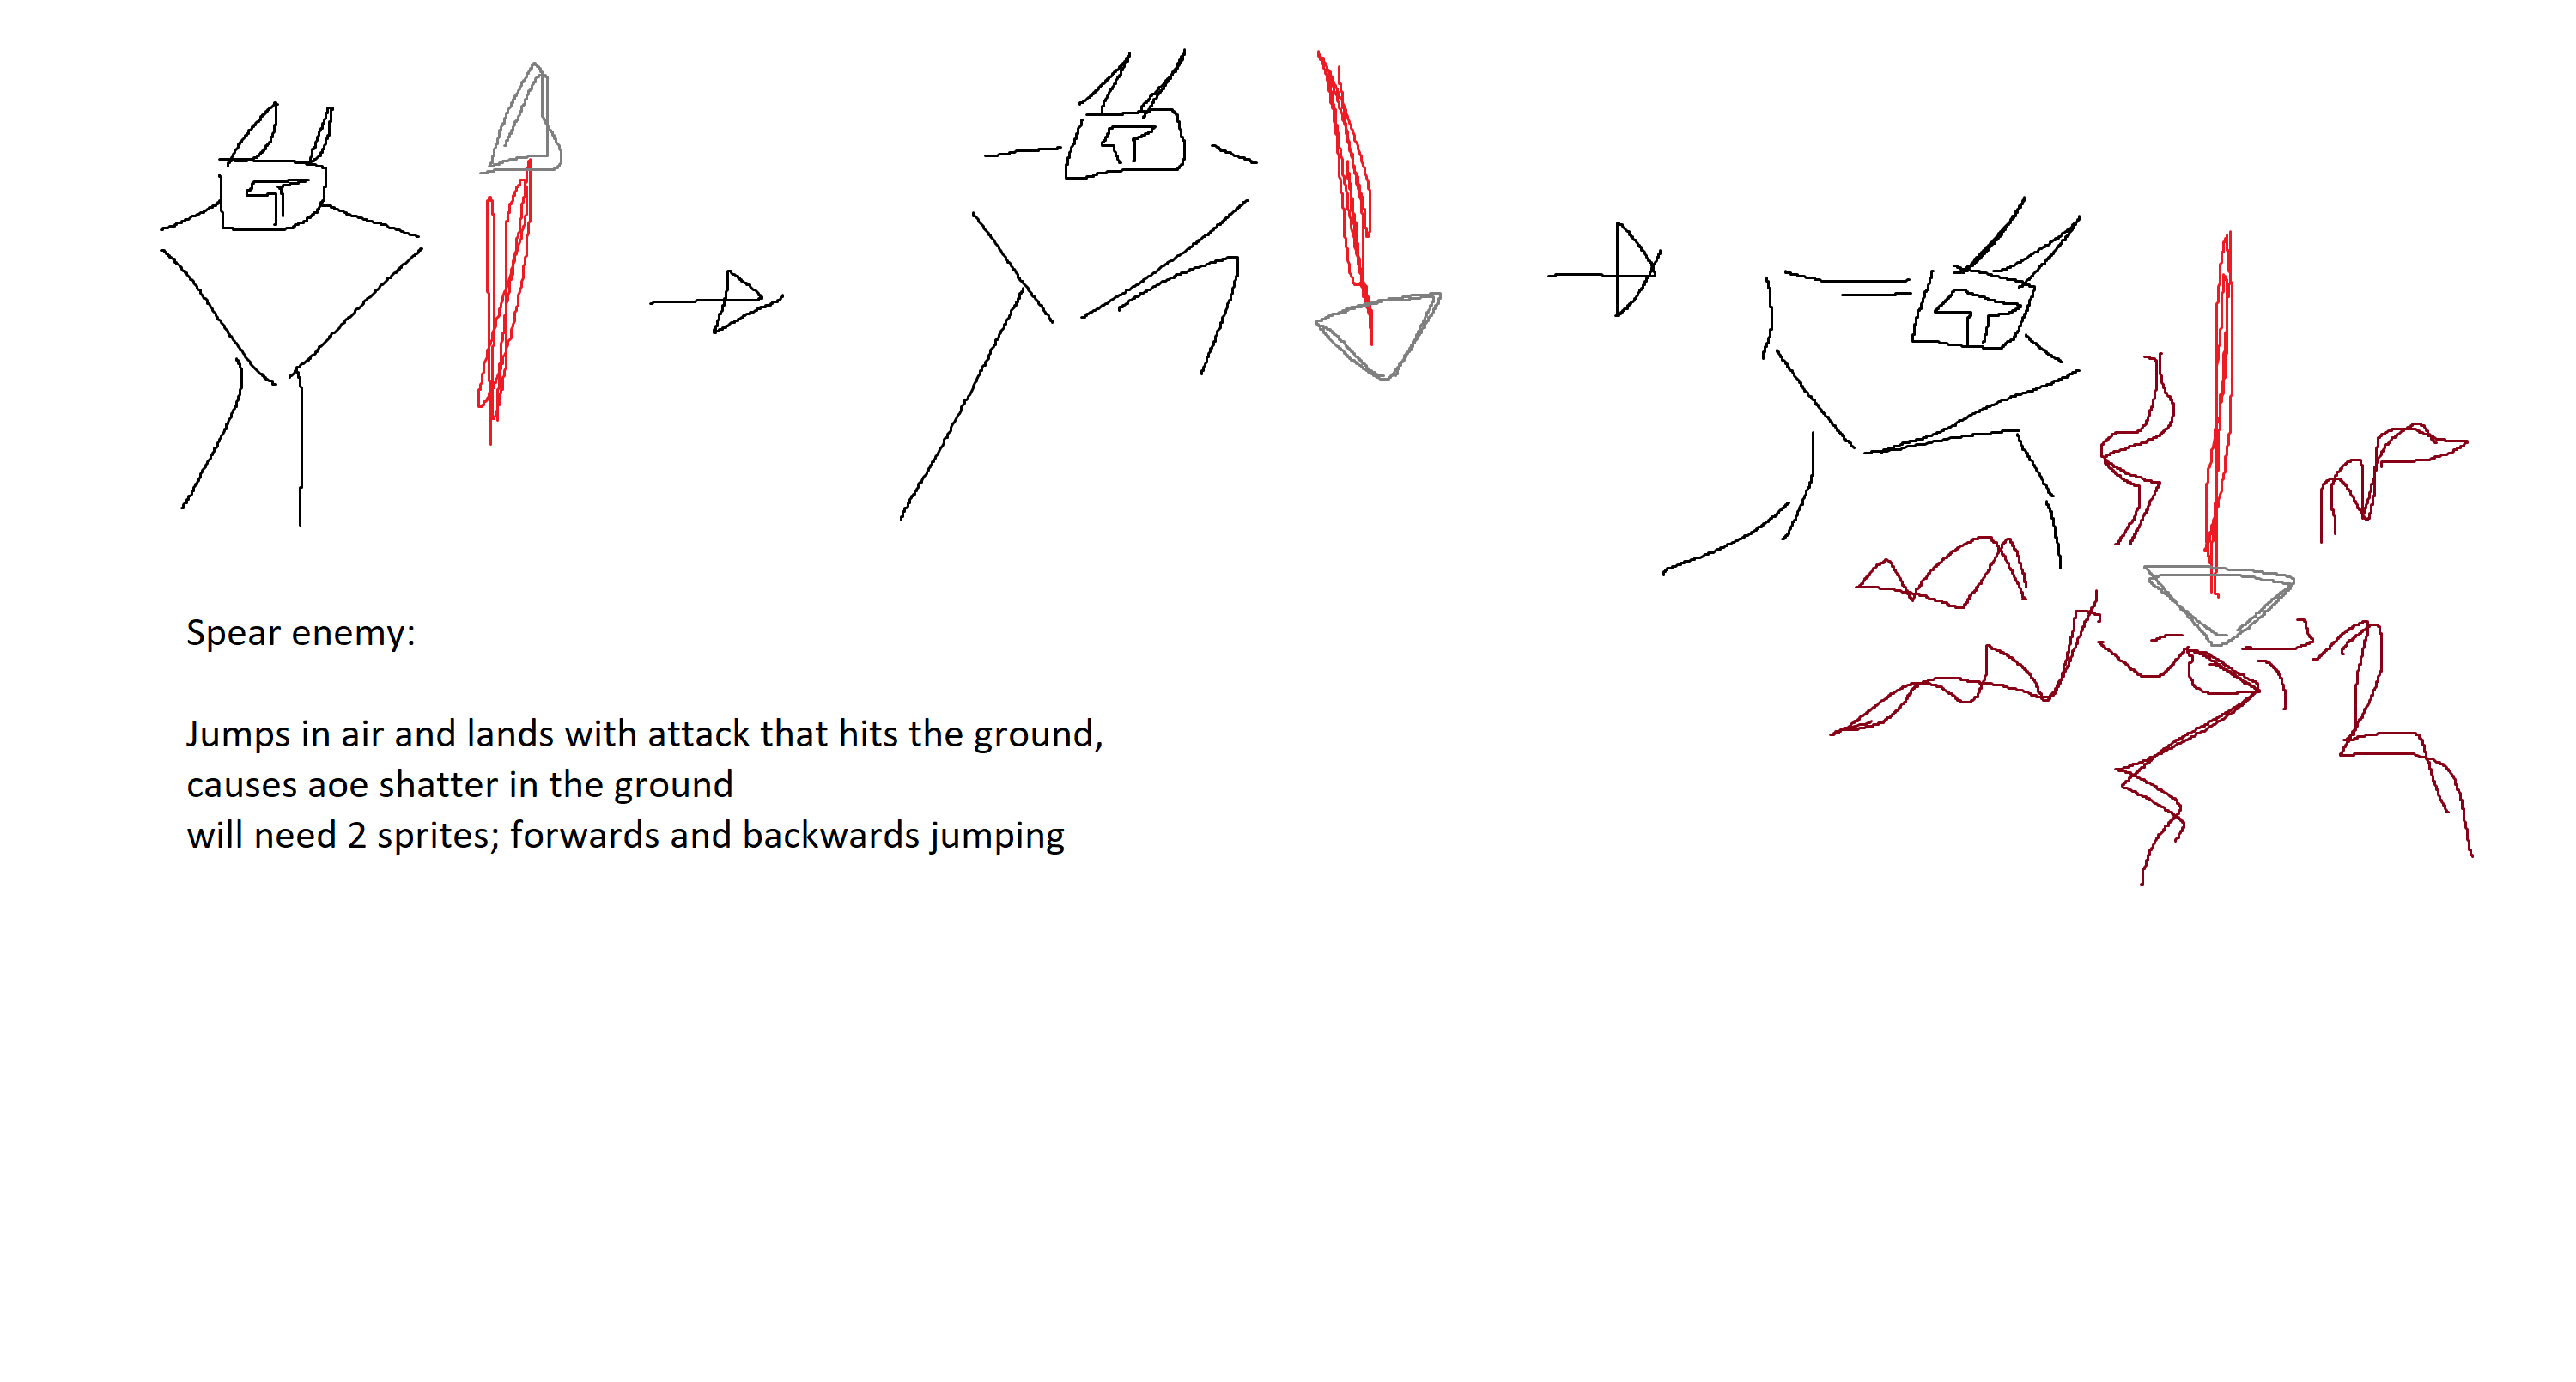 Spear enemy:
Jumps in air and lands with attack that hits the ground,
causes aoe shatter in the ground
will need 2 sprites; forwards and backwards jumping